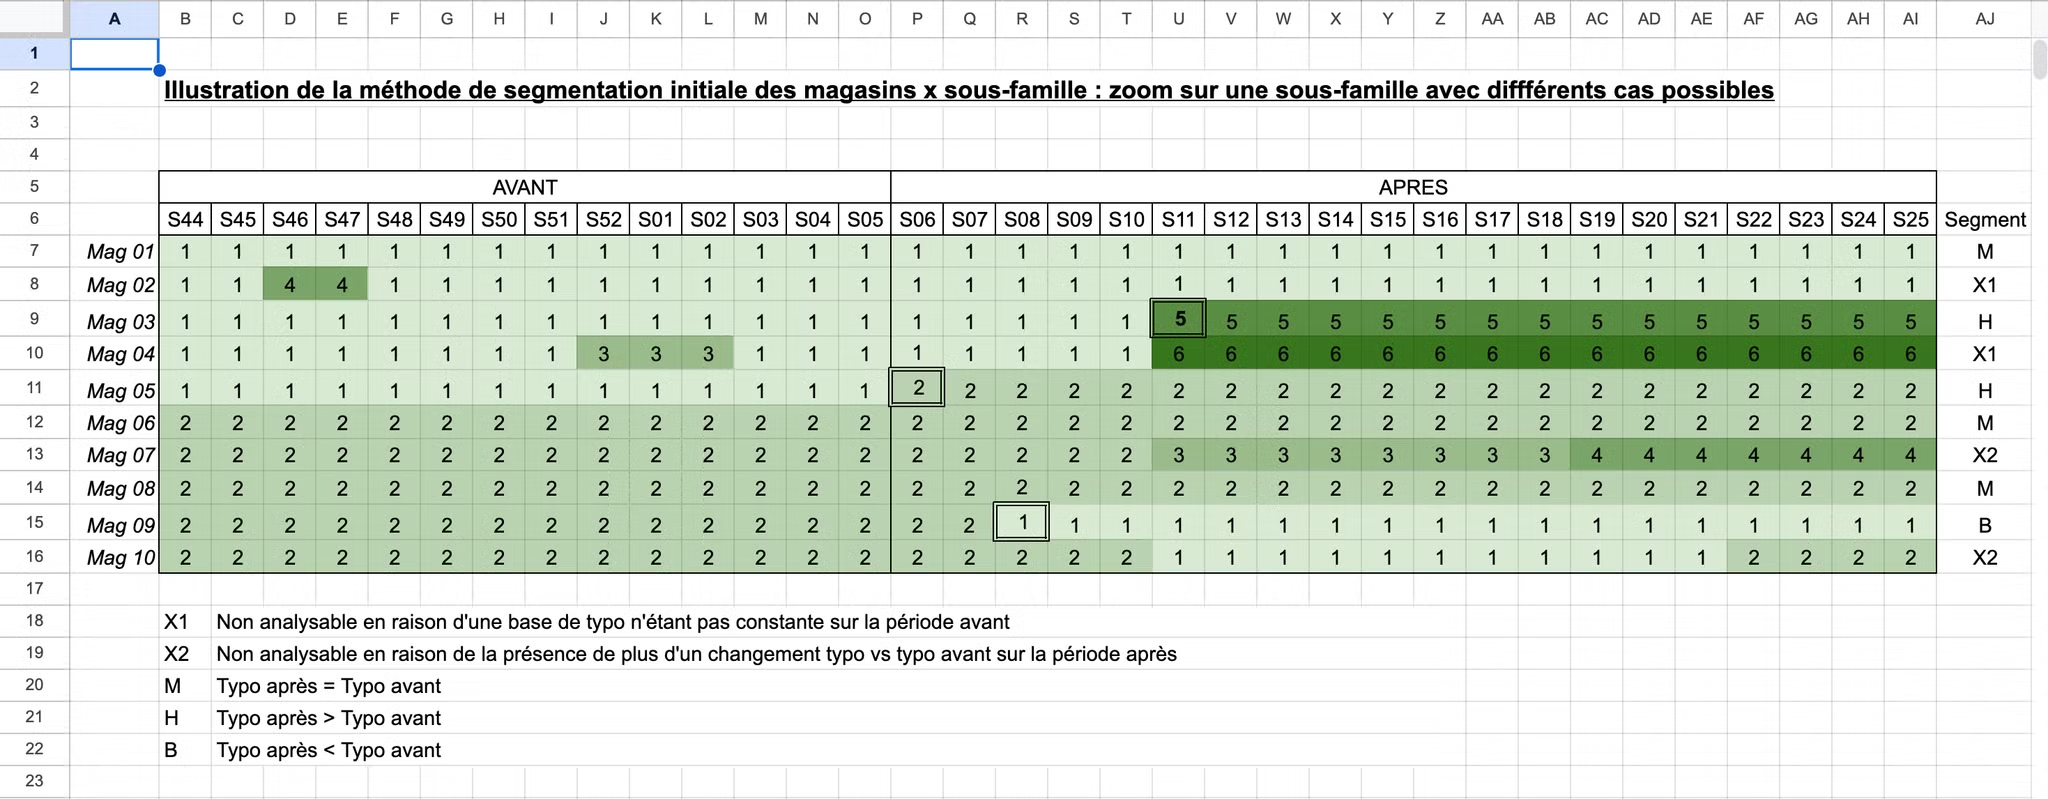 A B C D E F G H I J K L M N O P Q R S T U V W X Y Z AA AB AC AD AE AF AG AH AI AJ
1
2 Illustration de la méthode de segmentation initiale des magasins x sous-famille : zoom sur une sous-famille avec diffférents cas possibles
3
4
5 AVANT APRES
6 S44 S45 S46 S47 S48 S49 S50 S51 S52 S01 S02 S03 S04 S05 S06 S07 S08 S09 S10 S11 S12 S13 S14 S15 S16 S17 S18 S19 S20 S21 S22 S23 S24 S25 Segment
7 Mag 01 1 1 1 1 1 1 1 1 1 1 1 1 1 1 1 1 1 1 1 1 1 1 1 1 1 1 1 1 1 1 1 1 1 1 M
8 Mag 02 1 1 4 4 1 1 1 1 1 1 1 1 1 1 1 1 1 1 1 1 1 1 1 1 1 1 1 1 1 1 1 1 1 1 X1
9 Mag 03 1 1 1 1 1 1 1 1 1 1 1 1 1 1 1 1 1 1 1 5 5 5 5 5 5 5 5 5 5 5 5 5 5 5 H
10 Mag 04 1 1 1 1 1 1 1 1 3 3 3 1 1 1 1 1 1 1 1 6 6 6 6 6 6 6 6 6 6 6 6 6 6 6 X1
11 Mag 05 1 1 1 1 1 1 1 1 1 1 1 1 1 1 2 2 2 2 2 2 2 2 2 2 2 2 2 2 2 2 2 2 2 2 H
12 Mag 06 2 2 2 2 2 2 2 2 2 2 2 2 2 2 2 2 2 2 2 2 2 2 2 2 2 2 2 2 2 2 2 2 2 2 M
13 Mag 07 2 2 2 2 2 2 2 2 2 2 2 2 2 2 2 2 2 2 2 3 3 3 3 3 3 3 3 4 4 4 4 4 4 4 X2
14 Mag 08 2 2 2 2 2 2 2 2 2 2 2 2 2 2 2 2 2 2 2 2 2 2 2 2 2 2 2 2 2 2 2 2 2 2 M
15 Mag 09 2 2 2 2 2 2 2 2 2 2 2 2 2 2 2 2 1 1 1 1 1 1 1 1 1 1 1 1 1 1 1 1 1 1 B
16 Mag 10 2 2 2 2 2 2 2 2 2 2 2 2 2 2 2 2 2 2 2 1 1 1 1 1 1 1 1 1 1 1 2 2 2 2 X2
17
18 X1 Non analysable en raison d'une base de typo n'étant pas constante sur la période avant
19 X2 Non analysable en raison de la présence de plus d'un changement typo vs typo avant sur la période après
20 M Typo après = Typo avant
21 H Typo après > Typo avant
22 B Typo après < Typo avant
23